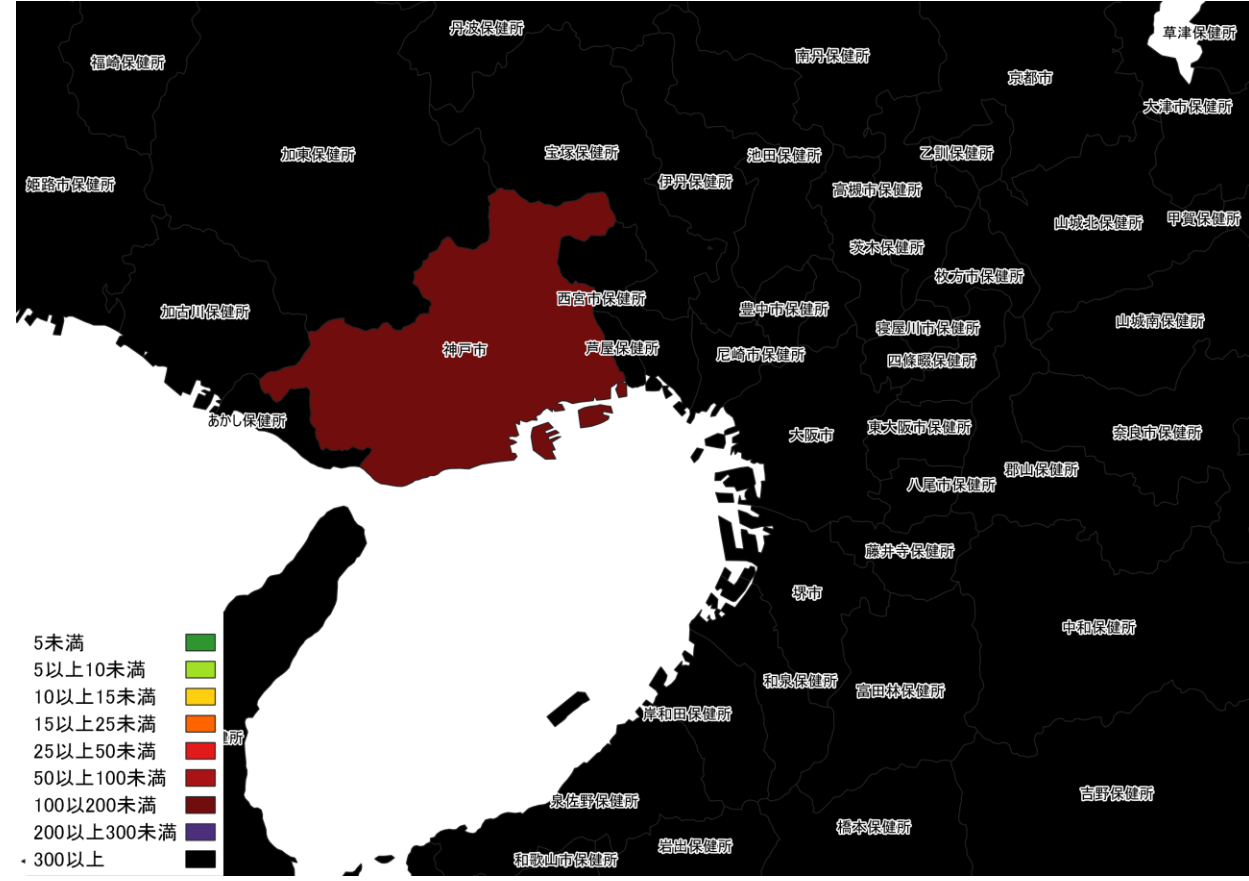 丹波保健所
草津保健所
福崎保健所
南丹保健所
京都市
大津市保健所
加東保健所
宝塚保健所
池田保健所
乙訓保健所
姫路市保健所
伊丹保健所
高槻市保健所
山城北保健所
甲賀保健所
茨木保健所
枚方市保健所
加古川保健所
西宮市保健所
豊中市保健所
山城南保健所
寝屋川市保健所
神戸市
芦屋保健所
尼崎市保健所
四條畷保健所
あかし保健所
大阪市
東大阪市保健所
奈良市保健所
郡山保健所
八尾市保健所
藤井寺保健所
堺市
中和保健所
和泉保健所
富田林保健所
岸和田保健所
健所
泉佐野保健所
吉野保健所
橋本保健所
岩出保健所
和歌山市保健所
5未満
5以上10未満
10以上15未満
15以上25未満
25以上50未満
50以上100未満
100以200未満
200以上300未満
300以上